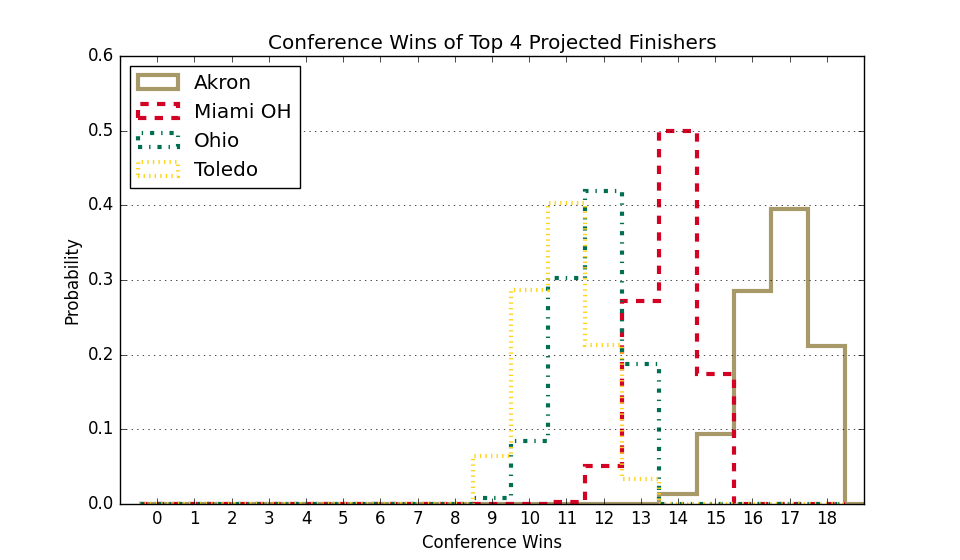 Conference Wins of Top 4 Projected Finishers
0.6
0.5
0.4
0.3
0.2
0.1
0.0
Probability
Akron
Miami OH
Ohio
Toledo
0 1 2 3 4 5 6 7 8 9 10 11 12 13 14 15 16 17 18
Conference Wins